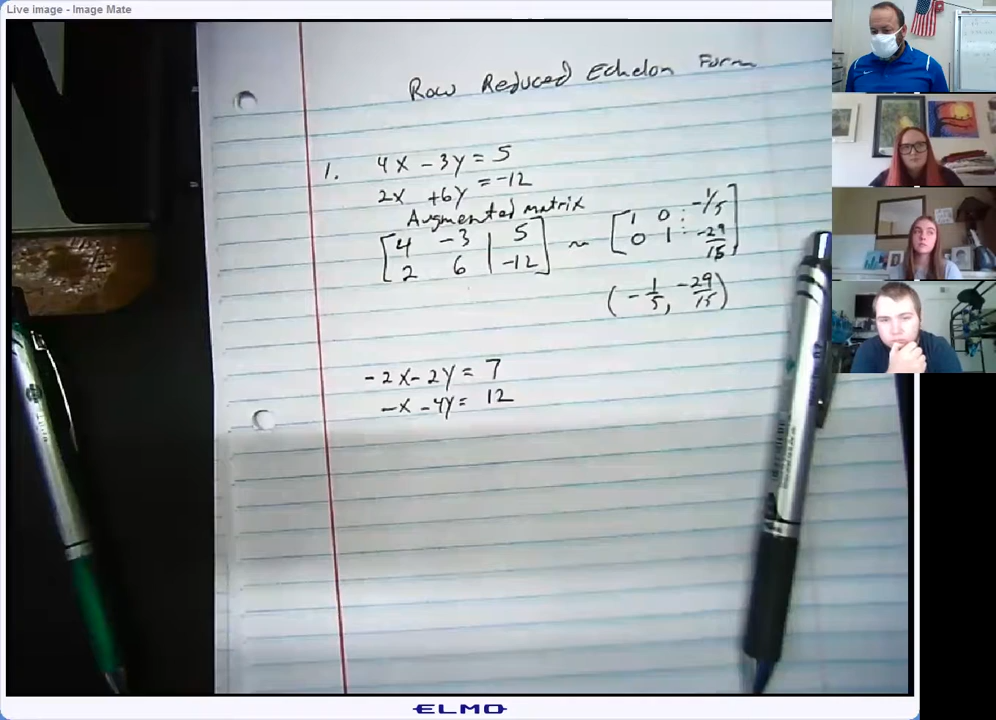 Live image - Image Mate
Row Reduced Echelon Form
1. 4x - 3y = 5
2x + 6y = -12
Augmented matrix
[4 -3 | 5] ~ [1 0 : -1/5]
[2 6 | -12] [0 1 : -29/15]
(-1/5, -29/15)
-2x - 2y = 7
-x - 4y = 12
ELMO